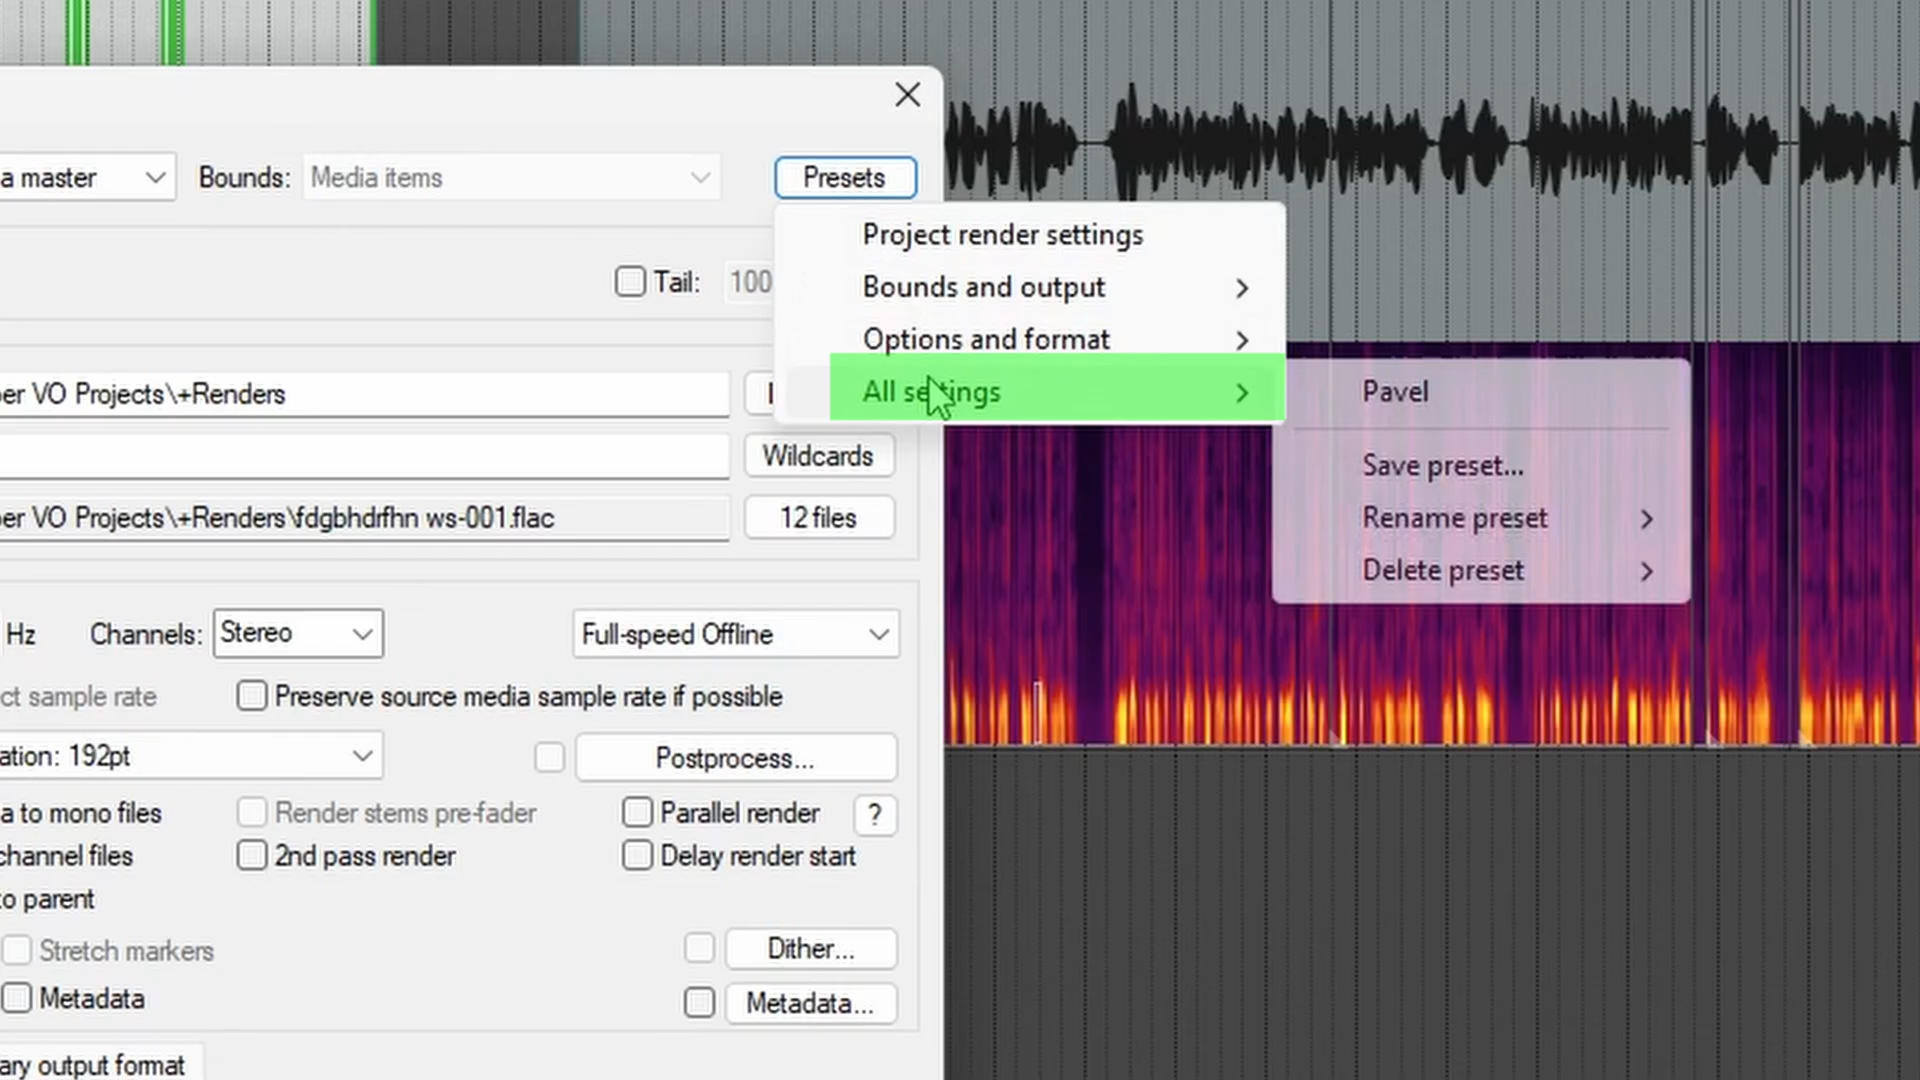 a master
Bounds:
Media items
Presets
Project render settings
Tail:
100
Bounds and output
Options and format
All settings
Pavel
er VO Projects\+Renders
Wildcards
Save preset...
er VO Projects\+Renders\fdgbhdrfhn ws-001.flac
12 files
Rename preset
Delete preset
Hz
Channels:
Stereo
Full-speed Offline
ct sample rate
Preserve source media sample rate if possible
ation: 192pt
Postprocess...
a to mono files
Render stems pre-fader
Parallel render
?
channel files
2nd pass render
Delay render start
to parent
Stretch markers
Dither...
Metadata
Metadata...
ary output format